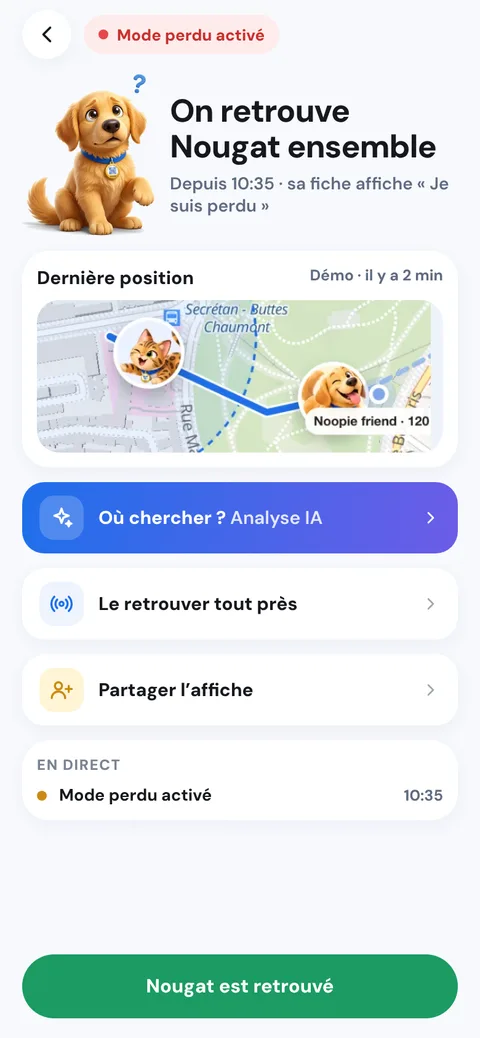 Mode perdu activé
?
On retrouve
Nougat ensemble
Depuis 10:35 · sa fiche affiche « Je
suis perdu »
Dernière position
Démo · il y a 2 min
Secrétan - Buttes
Chaumont
Rue Ma
Noopie friend · 120
Où chercher ? Analyse IA
Le retrouver tout près
Partager l’affiche
EN DIRECT
Mode perdu activé
10:35
Nougat est retrouvé